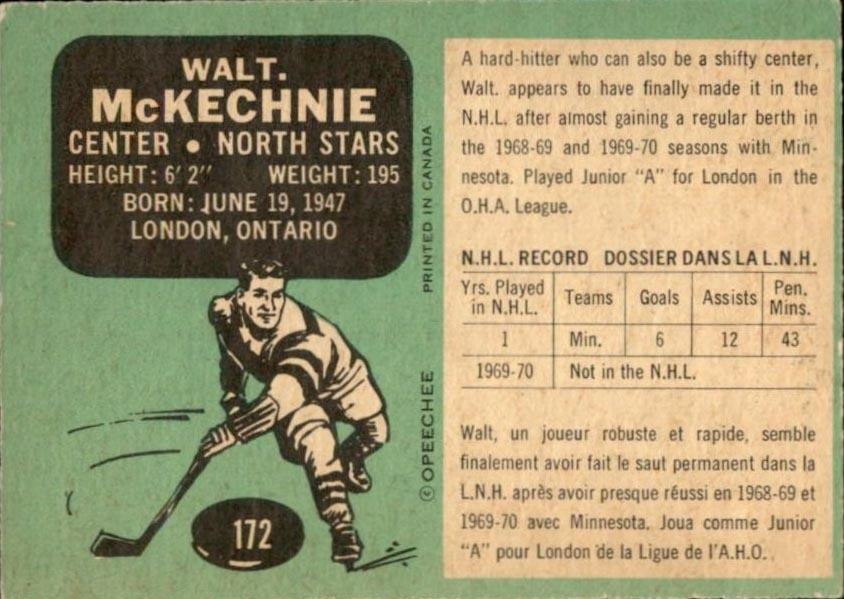 WALT.
McKECHNIE
CENTER • NORTH STARS
HEIGHT: 6' 2" WEIGHT: 195
BORN: JUNE 19, 1947
LONDON, ONTARIO
PRINTED IN CANADA
© OPEECHEE
172
A hard-hitter who can also be a shifty center,
Walt. appears to have finally made it in the
N.H.L. after almost gaining a regular berth in
the 1968-69 and 1969-70 seasons with Min-
nesota. Played Junior "A" for London in the
O.H.A. League.
N.H.L. RECORD DOSSIER DANS LA L.N.H.
Yrs. Played in N.H.L. Teams Goals Assists Pen. Mins.
1 Min. 6 12 43
1969-70 Not in the N.H.L.
Walt, un joueur robuste et rapide, semble
finalement avoir fait le saut permanent dans la
L.N.H. après avoir presque réussi en 1968-69 et
1969-70 avec Minnesota. Joua comme Junior
"A" pour London de la Ligue de l'A.H.O.